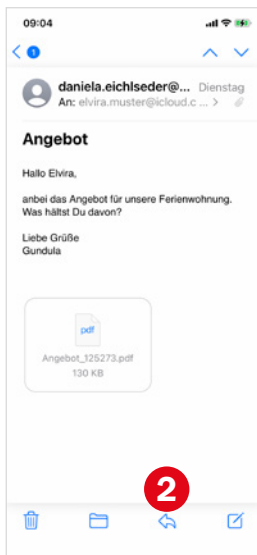 09:04
1
daniela.eichlseder@... Dienstag
An: elvira.muster@icloud.c ... >
Angebot
Hallo Elvira,
anbei das Angebot für unsere Ferienwohnung.
Was hältst Du davon?
Liebe Grüße
Gundula
pdf
Angebot_125273.pdf
130 KB
2